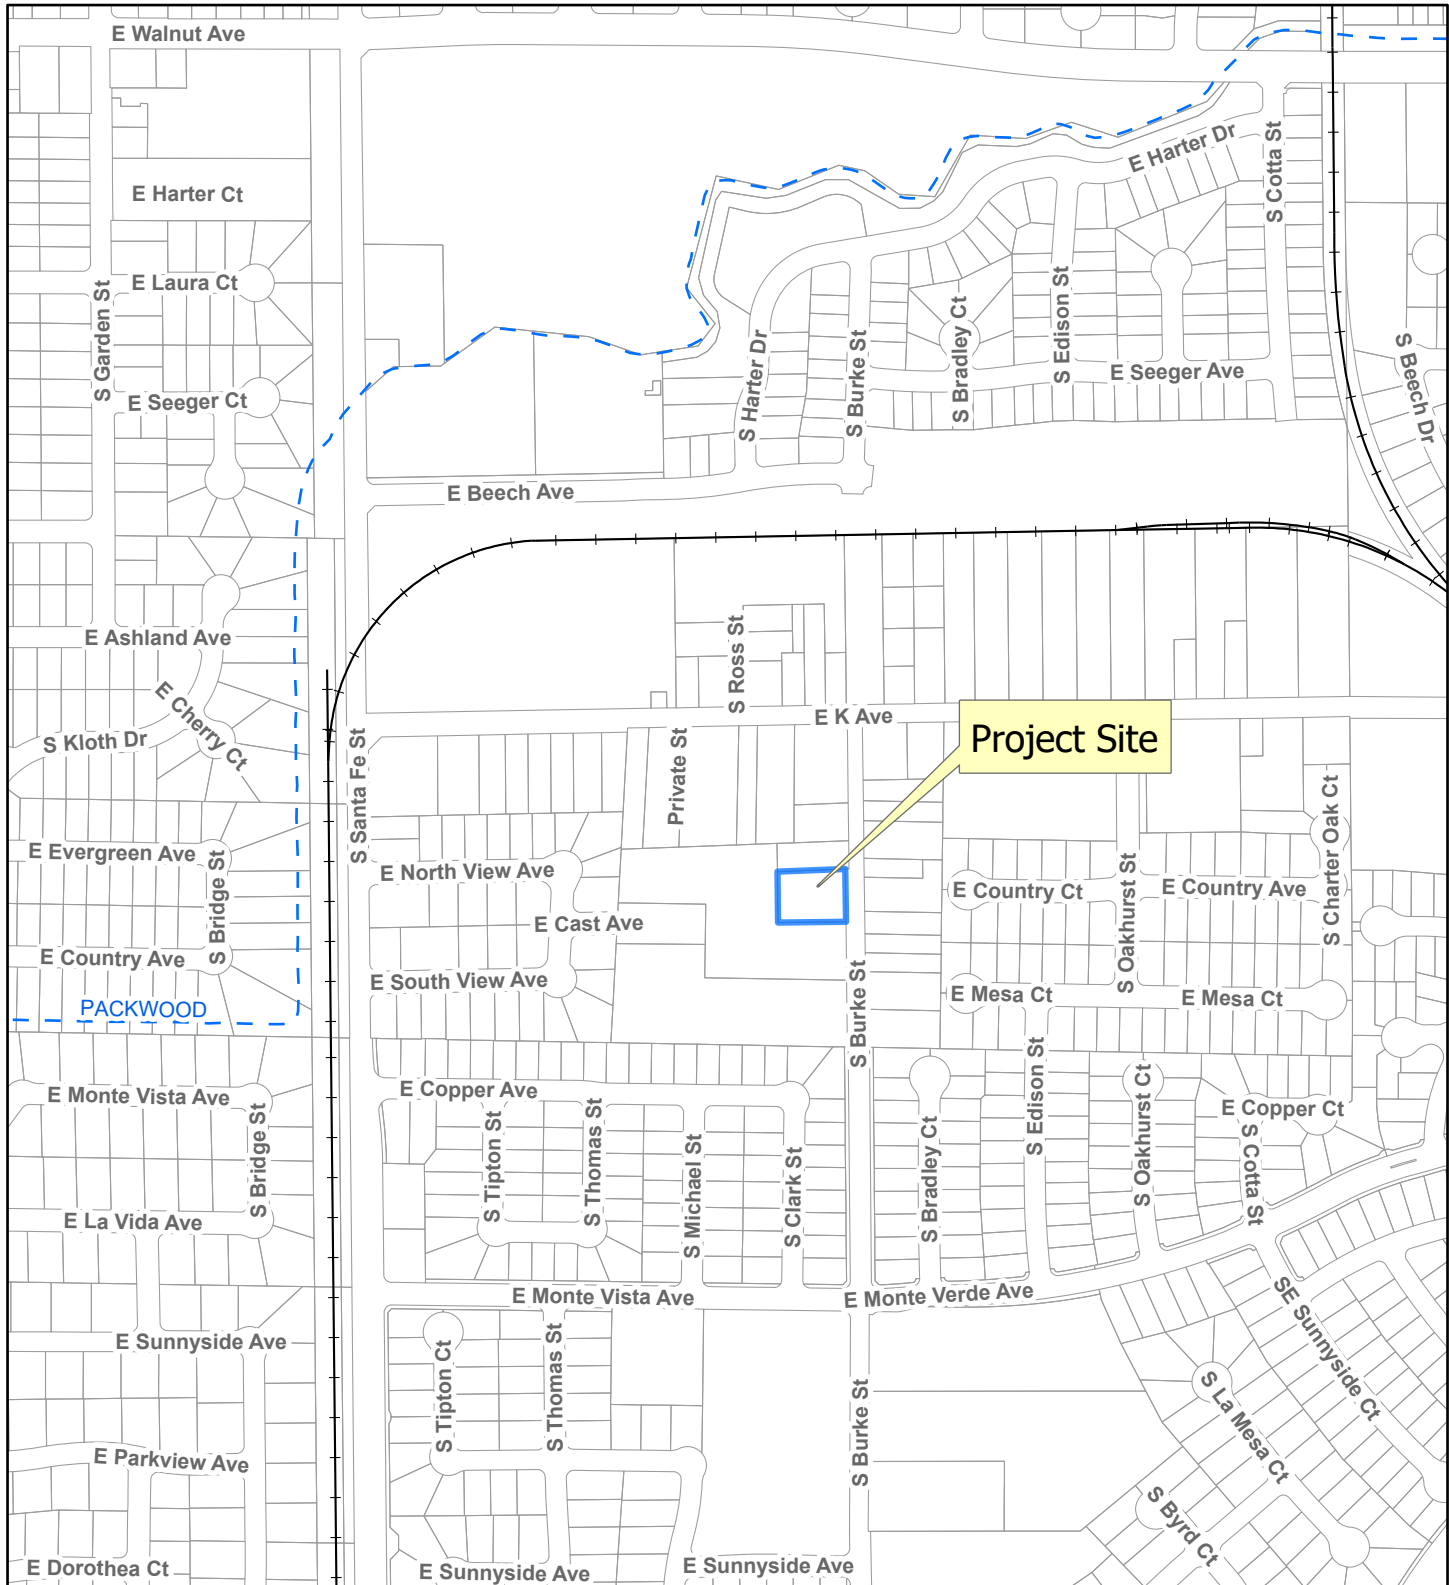 E Walnut Ave
E Harter Dr
S Cotta St
E Harter Ct
E Laura Ct
S Garden St
S Edison St
S Bradley Ct
S Burke St
S Harter Dr
E Seeger Ave
S Beech Dr
E Seeger Ct
E Beech Ave
E Ashland Ave
S Ross St
E Cherry Ct
S Kloth Dr
E K Ave
Project Site
S Santa Fe St
Private St
S Charter Oak Ct
E Evergreen Ave
S Bridge St
E North View Ave
E Country Ct
S Oakhurst St
E Country Ave
E Cast Ave
E Country Ave
E South View Ave
E Mesa Ct
E Mesa Ct
PACKWOOD
S Burke St
E Monte Vista Ave
E Copper Ave
S Edison St
S Oakhurst Ct
E Copper Ct
S Bridge St
S Tipton St
S Thomas St
S Michael St
S Clark St
S Bradley Ct
S Cotta St
E La Vida Ave
E Monte Vista Ave
E Monte Verde Ave
E Sunnyside Ave
S Tipton Ct
S Thomas St
SE Sunnyside Ct
S Burke St
S La Mesa Ct
E Parkview Ave
S Byrd Ct
E Dorothea Ct
E Sunnyside Ave
E Sunnyside Ave